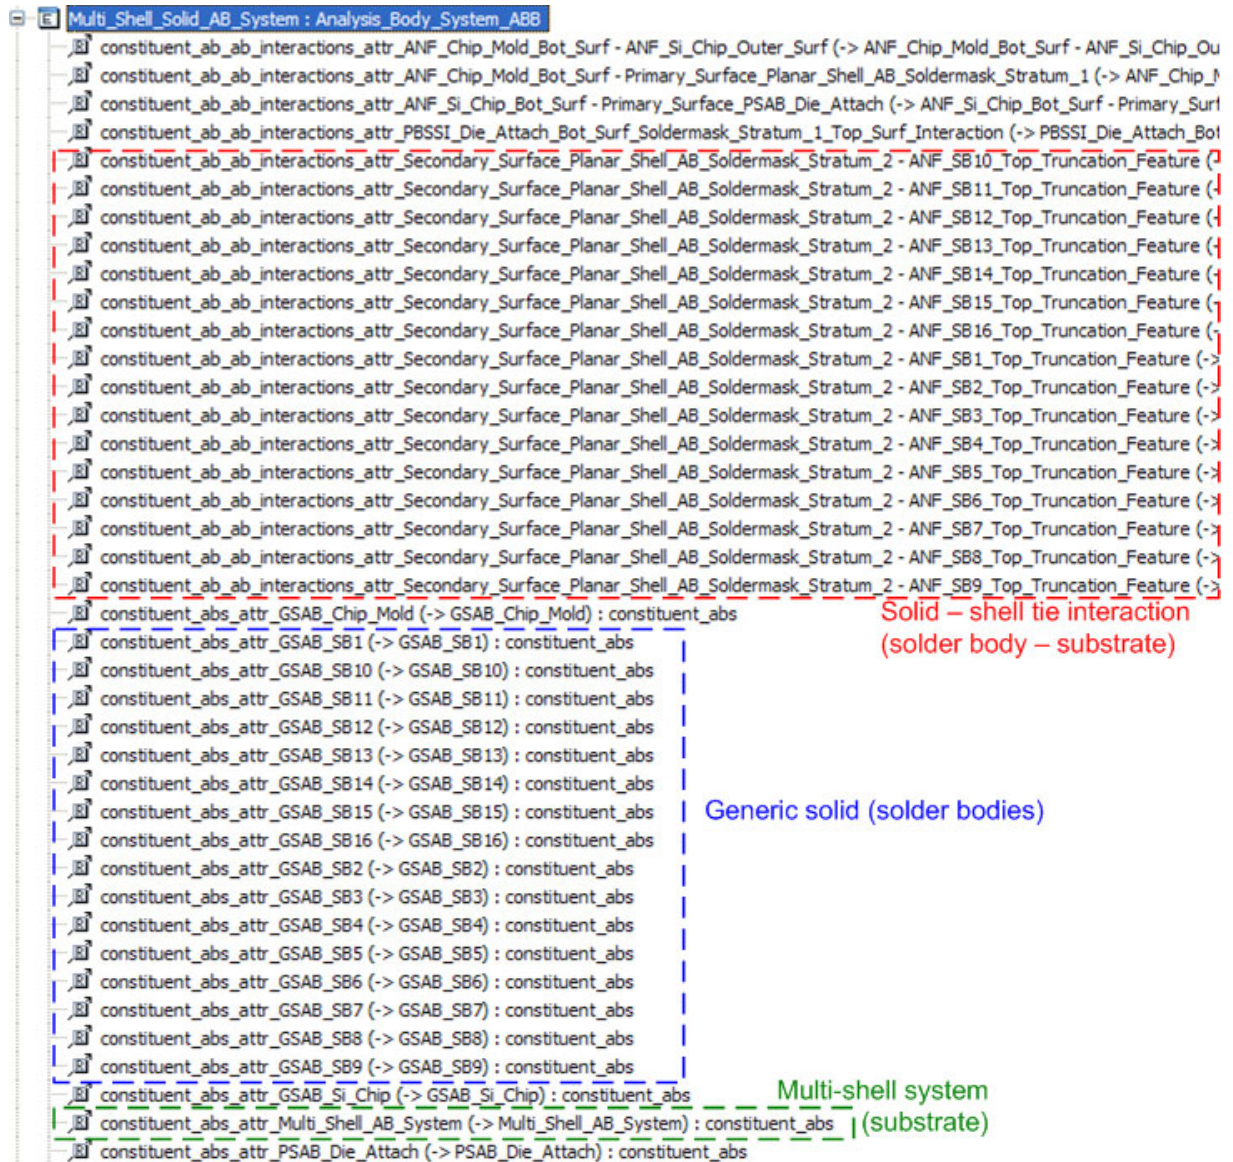 Multi_Shell_Solid_AB_System : Analysis_Body_System_ABB
constituent_ab_ab_interactions_attr_ANF_Chip_Mold_Bot_Surf - ANF_Si_Chip_Outer_Surf (-> ANF_Chip_Mold_Bot_Surf - ANF_Si_Chip_Ou
constituent_ab_ab_interactions_attr_ANF_Chip_Mold_Bot_Surf - Primary_Surface_Planar_Shell_AB_Soldermask_Stratum_1 (-> ANF_Chip_M
constituent_ab_ab_interactions_attr_ANF_Si_Chip_Bot_Surf - Primary_Surface_PSAB_Die_Attach (-> ANF_Si_Chip_Bot_Surf - Primary_Surf
constituent_ab_ab_interactions_attr_PBSSI_Die_Attach_Bot_Surf_Soldermask_Stratum_1_Top_Surf_Interaction (-> PBSSI_Die_Attach_Bot
constituent_ab_ab_interactions_attr_Secondary_Surface_Planar_Shell_AB_Soldermask_Stratum_2 - ANF_SB10_Top_Truncation_Feature (-
constituent_ab_ab_interactions_attr_Secondary_Surface_Planar_Shell_AB_Soldermask_Stratum_2 - ANF_SB11_Top_Truncation_Feature (-
constituent_ab_ab_interactions_attr_Secondary_Surface_Planar_Shell_AB_Soldermask_Stratum_2 - ANF_SB12_Top_Truncation_Feature (-
constituent_ab_ab_interactions_attr_Secondary_Surface_Planar_Shell_AB_Soldermask_Stratum_2 - ANF_SB13_Top_Truncation_Feature (-
constituent_ab_ab_interactions_attr_Secondary_Surface_Planar_Shell_AB_Soldermask_Stratum_2 - ANF_SB14_Top_Truncation_Feature (-
constituent_ab_ab_interactions_attr_Secondary_Surface_Planar_Shell_AB_Soldermask_Stratum_2 - ANF_SB15_Top_Truncation_Feature (-
constituent_ab_ab_interactions_attr_Secondary_Surface_Planar_Shell_AB_Soldermask_Stratum_2 - ANF_SB16_Top_Truncation_Feature (-
constituent_ab_ab_interactions_attr_Secondary_Surface_Planar_Shell_AB_Soldermask_Stratum_2 - ANF_SB1_Top_Truncation_Feature (->
constituent_ab_ab_interactions_attr_Secondary_Surface_Planar_Shell_AB_Soldermask_Stratum_2 - ANF_SB2_Top_Truncation_Feature (->
constituent_ab_ab_interactions_attr_Secondary_Surface_Planar_Shell_AB_Soldermask_Stratum_2 - ANF_SB3_Top_Truncation_Feature (->
constituent_ab_ab_interactions_attr_Secondary_Surface_Planar_Shell_AB_Soldermask_Stratum_2 - ANF_SB4_Top_Truncation_Feature (->
constituent_ab_ab_interactions_attr_Secondary_Surface_Planar_Shell_AB_Soldermask_Stratum_2 - ANF_SB5_Top_Truncation_Feature (->
constituent_ab_ab_interactions_attr_Secondary_Surface_Planar_Shell_AB_Soldermask_Stratum_2 - ANF_SB6_Top_Truncation_Feature (->
constituent_ab_ab_interactions_attr_Secondary_Surface_Planar_Shell_AB_Soldermask_Stratum_2 - ANF_SB7_Top_Truncation_Feature (->
constituent_ab_ab_interactions_attr_Secondary_Surface_Planar_Shell_AB_Soldermask_Stratum_2 - ANF_SB8_Top_Truncation_Feature (->
constituent_ab_ab_interactions_attr_Secondary_Surface_Planar_Shell_AB_Soldermask_Stratum_2 - ANF_SB9_Top_Truncation_Feature (->
constituent_abs_attr_GSAB_Chip_Mold (-> GSAB_Chip_Mold) : constituent_abs
Solid – shell tie interaction
(solder body – substrate)
constituent_abs_attr_GSAB_SB1 (-> GSAB_SB1) : constituent_abs
constituent_abs_attr_GSAB_SB10 (-> GSAB_SB10) : constituent_abs
constituent_abs_attr_GSAB_SB11 (-> GSAB_SB11) : constituent_abs
constituent_abs_attr_GSAB_SB12 (-> GSAB_SB12) : constituent_abs
constituent_abs_attr_GSAB_SB13 (-> GSAB_SB13) : constituent_abs
constituent_abs_attr_GSAB_SB14 (-> GSAB_SB14) : constituent_abs
constituent_abs_attr_GSAB_SB15 (-> GSAB_SB15) : constituent_abs
Generic solid (solder bodies)
constituent_abs_attr_GSAB_SB16 (-> GSAB_SB16) : constituent_abs
constituent_abs_attr_GSAB_SB2 (-> GSAB_SB2) : constituent_abs
constituent_abs_attr_GSAB_SB3 (-> GSAB_SB3) : constituent_abs
constituent_abs_attr_GSAB_SB4 (-> GSAB_SB4) : constituent_abs
constituent_abs_attr_GSAB_SB5 (-> GSAB_SB5) : constituent_abs
constituent_abs_attr_GSAB_SB6 (-> GSAB_SB6) : constituent_abs
constituent_abs_attr_GSAB_SB7 (-> GSAB_SB7) : constituent_abs
constituent_abs_attr_GSAB_SB8 (-> GSAB_SB8) : constituent_abs
constituent_abs_attr_GSAB_SB9 (-> GSAB_SB9) : constituent_abs
constituent_abs_attr_GSAB_Si_Chip (-> GSAB_Si_Chip) : constituent_abs
Multi-shell system
(substrate)
constituent_abs_attr_Multi_Shell_AB_System (-> Multi_Shell_AB_System) : constituent_abs
constituent_abs_attr_PSAB_Die_Attach (-> PSAB_Die_Attach) : constituent_abs